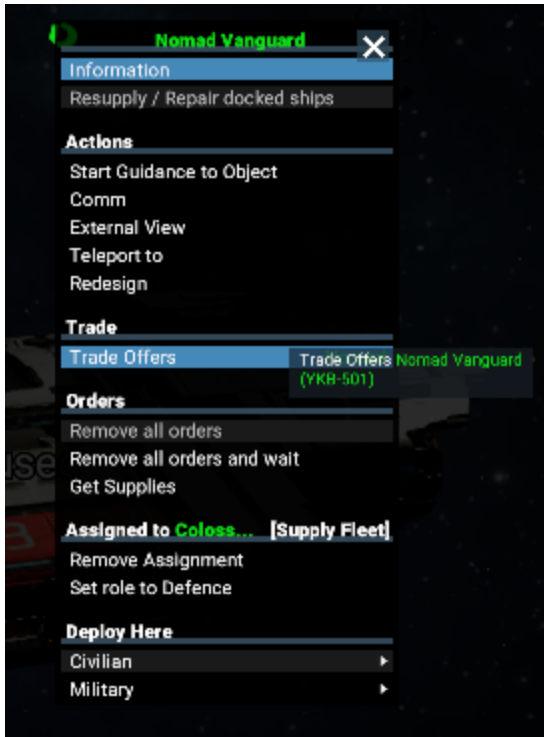 Nomad Vanguard
Information
Resupply / Repair docked ships
Actions
Start Guidance to Object
Comm
External View
Teleport to
Redesign
Trade
Trade Offers
Trade Offers Nomad Vanguard
(YKB-501)
Orders
Remove all orders
Remove all orders and wait
Get Supplies
Assigned to Coloss... [Supply Fleet]
Remove Assignment
Set role to Defence
Deploy Here
Civilian
Military